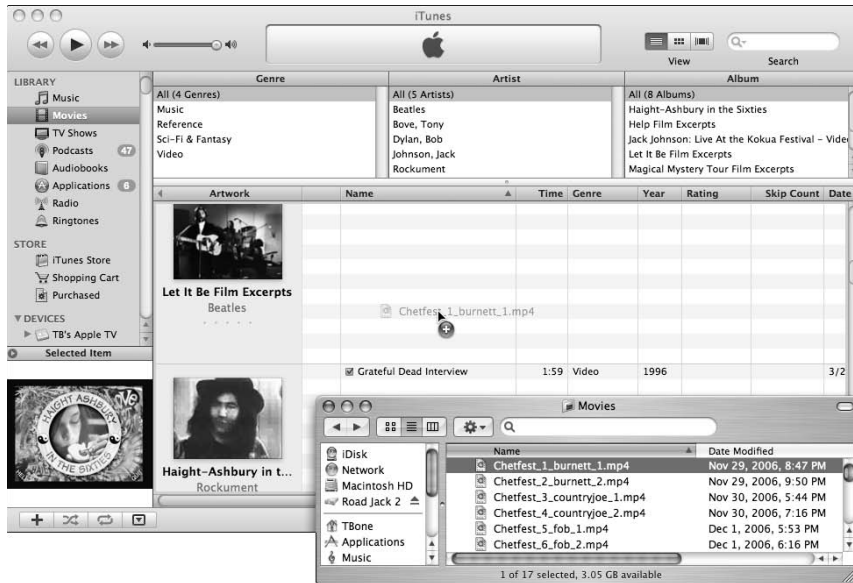 iTunes
View
Search
LIBRARY
Music
Movies
TV Shows
Podcasts 47
Audiobooks
Applications 6
Radio
Ringtones
STORE
iTunes Store
Shopping Cart
Purchased
DEVICES
TB's Apple TV
Selected Item
HAIGHT ASHBURY
IN THE SIXTIES
Genre
All (4 Genres)
Music
Reference
Sci-Fi & Fantasy
Video
Artist
All (5 Artists)
Beatles
Bove, Tony
Dylan, Bob
Johnson, Jack
Rockument
Album
All (8 Albums)
Haight-Ashbury in the Sixties
Help Film Excerpts
Jack Johnson: Live At the Kokua Festival – Vide
Let It Be Film Excerpts
Magical Mystery Tour Film Excerpts
Artwork Name Time Genre Year Rating Skip Count Date
Let It Be Film Excerpts
Beatles
Chetfest_1_burnett_1.mp4
Grateful Dead Interview 1:59 Video 1996 3/2
Haight-Ashbury in t...
Rockument
Movies
iDisk
Network
Macintosh HD
Road Jack 2
TBone
Applications
Music
Name Date Modified
Chetfest_1_burnett_1.mp4 Nov 29, 2006, 8:47 PM
Chetfest_2_burnett_2.mp4 Nov 29, 2006, 9:50 PM
Chetfest_3_countryjoe_1.mp4 Nov 30, 2006, 5:44 PM
Chetfest_4_countryjoe_2.mp4 Nov 30, 2006, 7:16 PM
Chetfest_5_fob_1.mp4 Dec 1, 2006, 5:53 PM
Chetfest_6_fob_2.mp4 Dec 1, 2006, 6:16 PM
1 of 17 selected, 3.05 GB available